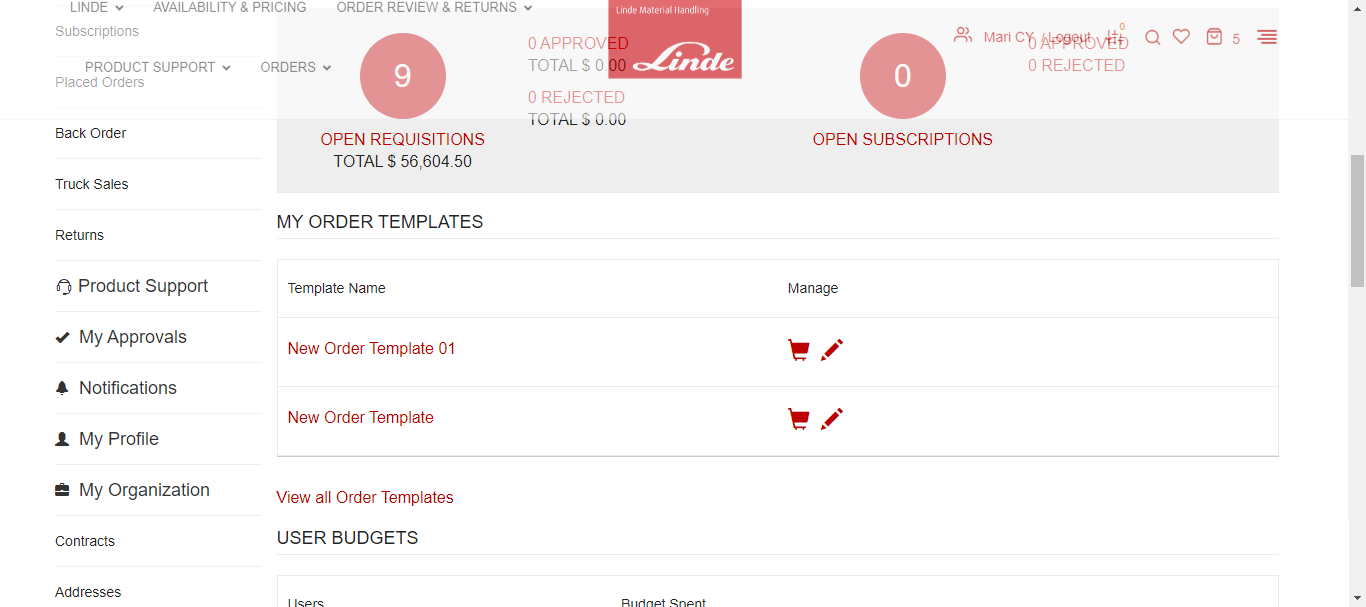 LINDE
AVAILABILITY & PRICING
ORDER REVIEW & RETURNS
Linde Material Handling
Linde
Mari CY / Logout
0
5
PRODUCT SUPPORT
ORDERS
Subscriptions
Placed Orders
Back Order
Truck Sales
Returns
Product Support
My Approvals
Notifications
My Profile
My Organization
Contracts
Addresses
9
OPEN REQUISITIONS
TOTAL $ 56,604.50
0 APPROVED
TOTAL $ 0.00
0 REJECTED
TOTAL $ 0.00
0
OPEN SUBSCRIPTIONS
0 APPROVED
0 REJECTED
MY ORDER TEMPLATES
Template Name Manage
New Order Template 01
New Order Template
View all Order Templates
USER BUDGETS
Users Budget Spent